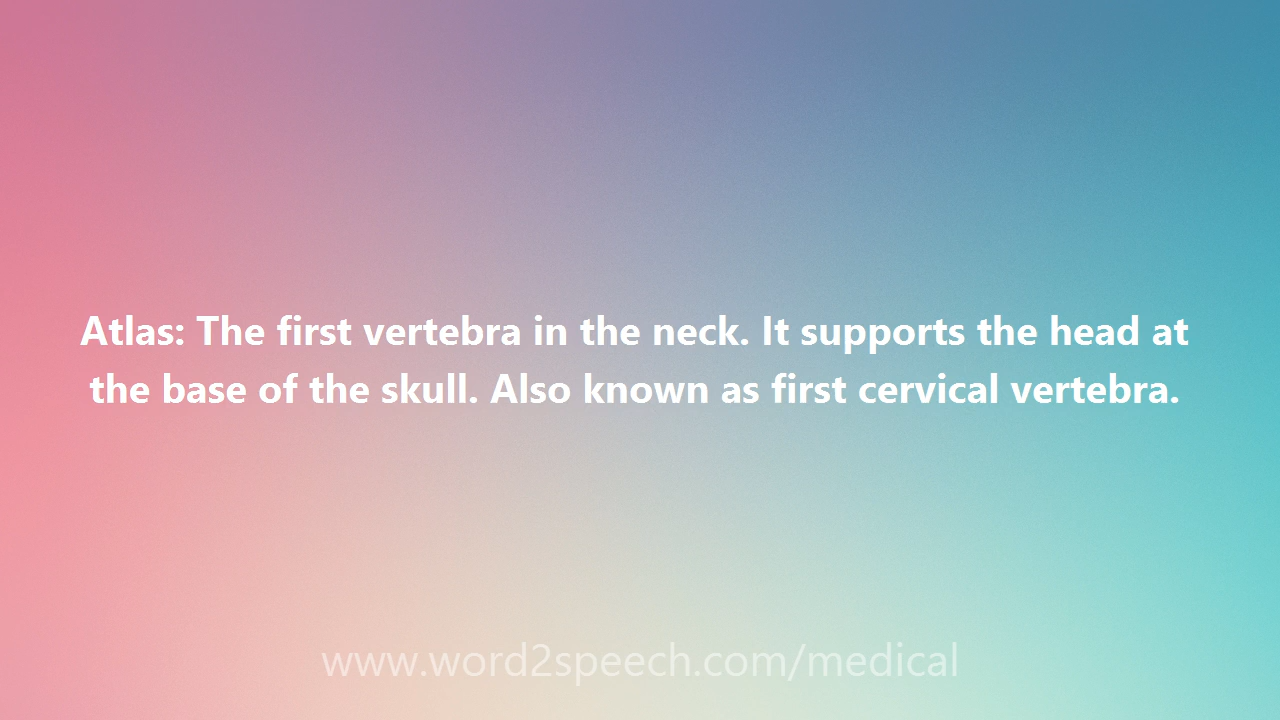 Atlas: The first vertebra in the neck. It supports the head at
the base of the skull. Also known as first cervical vertebra.
www.word2speech.com/medical